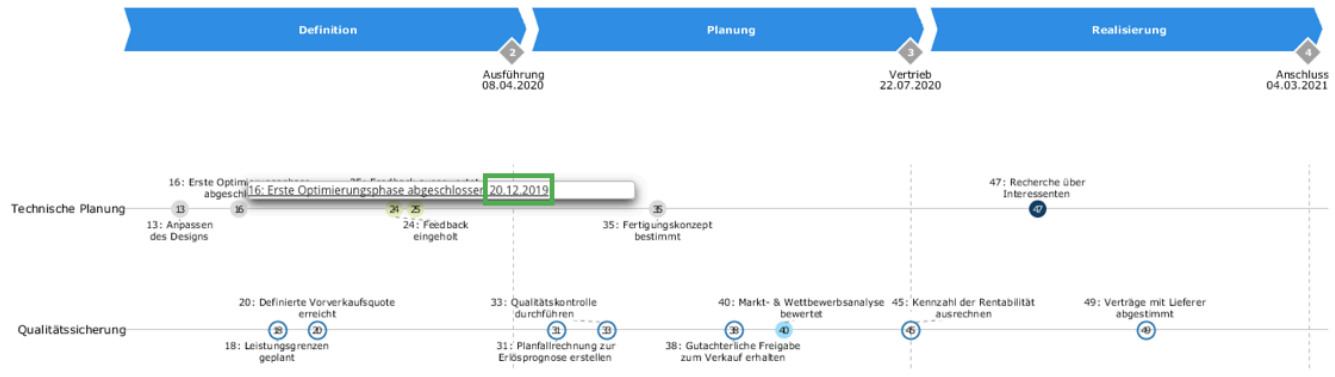 Definition
Planung
Realisierung
2
3
4
Ausführung
08.04.2020
Vertrieb
22.07.2020
Anschluss
04.03.2021
16: Erste
16: Erste Optimierungsphase abgeschlossen 20.12.2019
47: Recherche über
Interessenten
Technische Planung
13
16
24
25
35
47
13: Anpassen
des Designs
24: Feedback
eingeholt
35: Fertigungskonzept
bestimmt
20: Definierte Vorverkaufsquote
erreicht
33: Qualitätskontrolle
durchführen
40: Markt- & Wettbewerbsanalyse
bewertet
45: Kennzahl der Rentabilität
ausrechnen
49: Verträge mit Lieferer
abgestimmt
Qualitätssicherung
18
20
31
33
38
40
45
49
18: Leistungsgrenzen
geplant
31: Planfallrechnung zur
Erlösprognose erstellen
38: Gutachterliche Freigabe
zum Verkauf erhalten